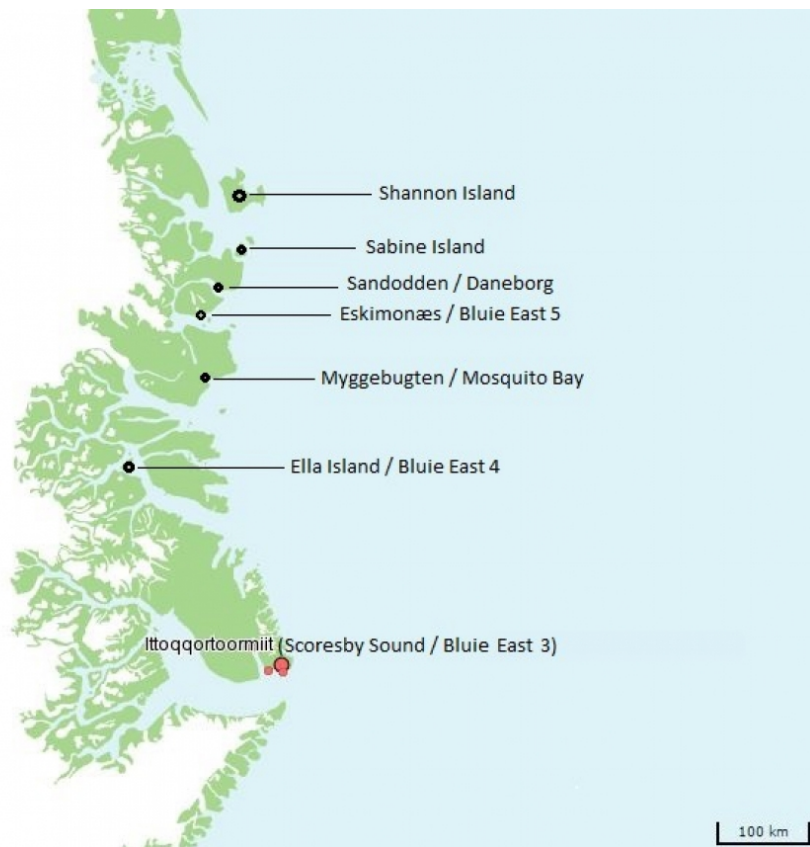 Shannon Island
Sabine Island
Sandodden / Daneborg
Eskimonæs / Bluie East 5
Myggebugten / Mosquito Bay
Ella Island / Bluie East 4
Ittoqqortoormiit (Scoresby Sound / Bluie East 3)
100 km